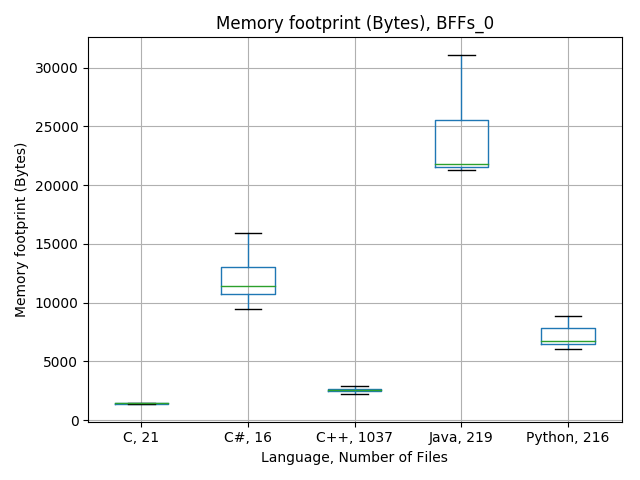 Memory footprint (Bytes), BFFs_0
Memory footprint (Bytes)
30000
25000
20000
15000
10000
5000
0
C, 21
C#, 16
C++, 1037
Java, 219
Python, 216
Language, Number of Files